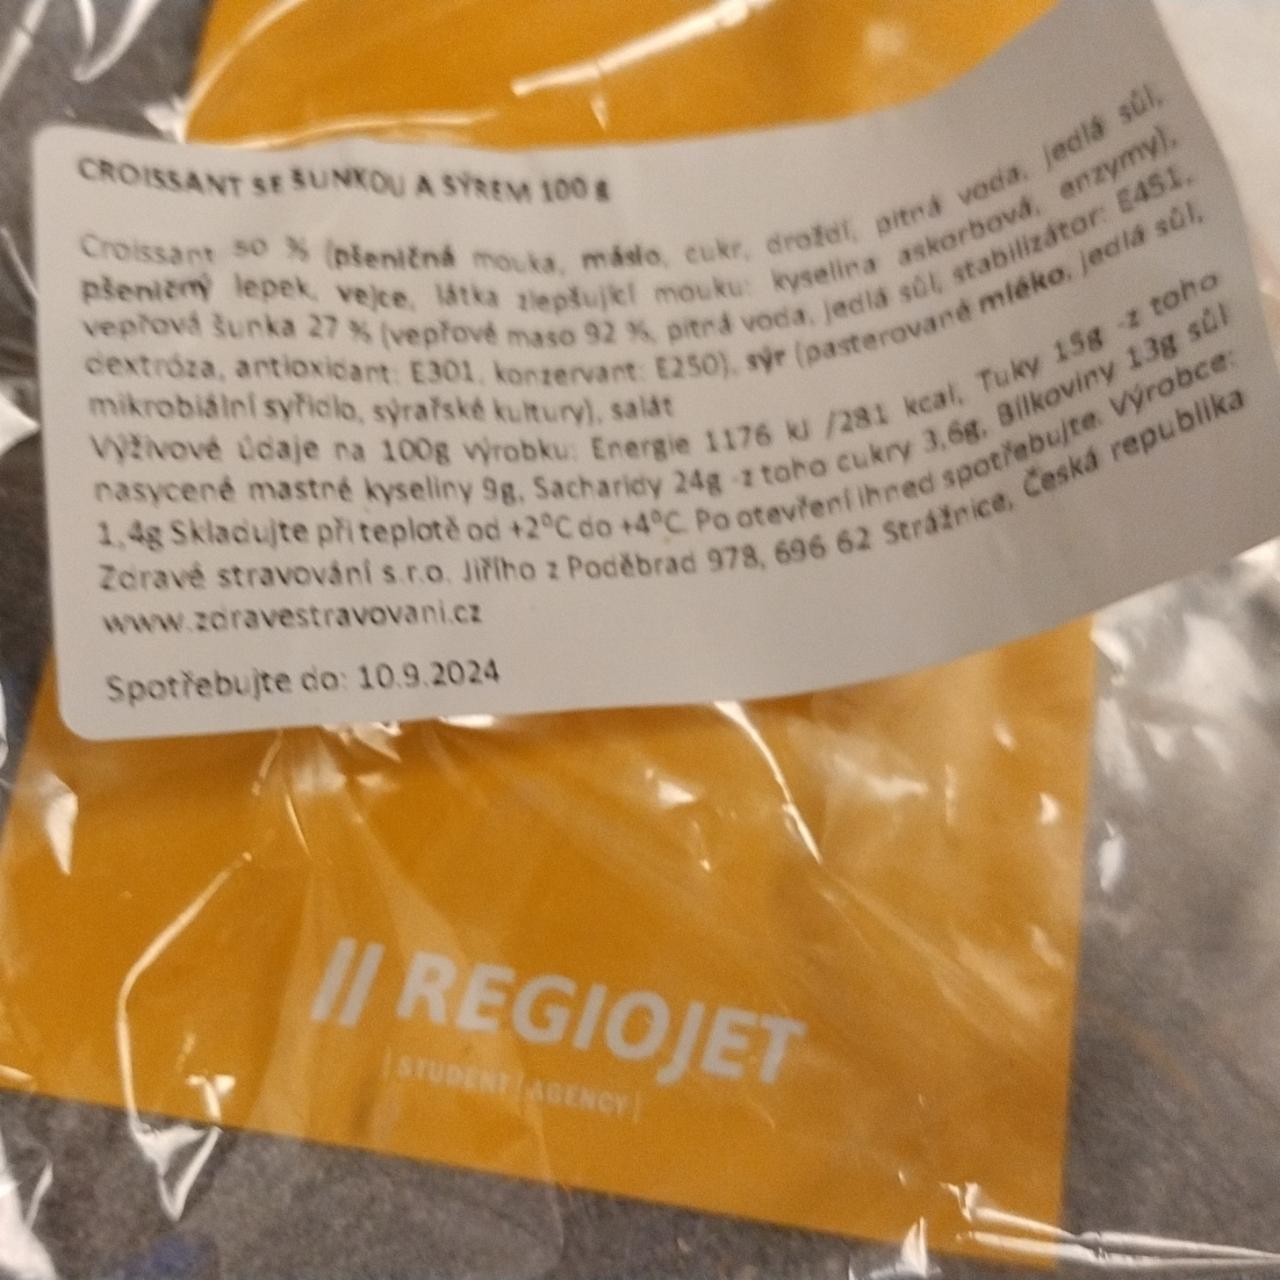 CROISSANT SE ŠUNKOU A SÝREM 100 g
Croissant 50 % (pšeničná mouka, máslo, cukr, droždí, pitná voda, jedlá sůl,
pšeničný lepek, vejce, látka zlepšující mouku: kyselina askorbová, enzymy),
vepřová šunka 27 % (vepřové maso 92 %, pitná voda, jedlá sůl, stabilizátor: E451,
dextróza, antioxidant: E301, konzervant: E250), sýr (pasterované mléko, jedlá sůl,
mikrobiální syřidlo, sýrařské kultury), salát
Výživové údaje na 100g výrobku: Energie 1176 kJ /281 kcal, Tuky 15g -z toho
nasycené mastné kyseliny 9g, Sacharidy 24g -z toho cukry 3,6g, Bílkoviny 13g sůl
1,4g Skladujte při teplotě od +2°C do +4°C. Po otevření ihned spotřebujte. Výrobce:
Zdravé stravování s.r.o. Jiřího z Poděbrad 978, 696 62 Strážnice, Česká republika
www.zdravestravovani.cz
Spotřebujte do: 10.9.2024
// REGIOJET
|STUDENT|AGENCY|